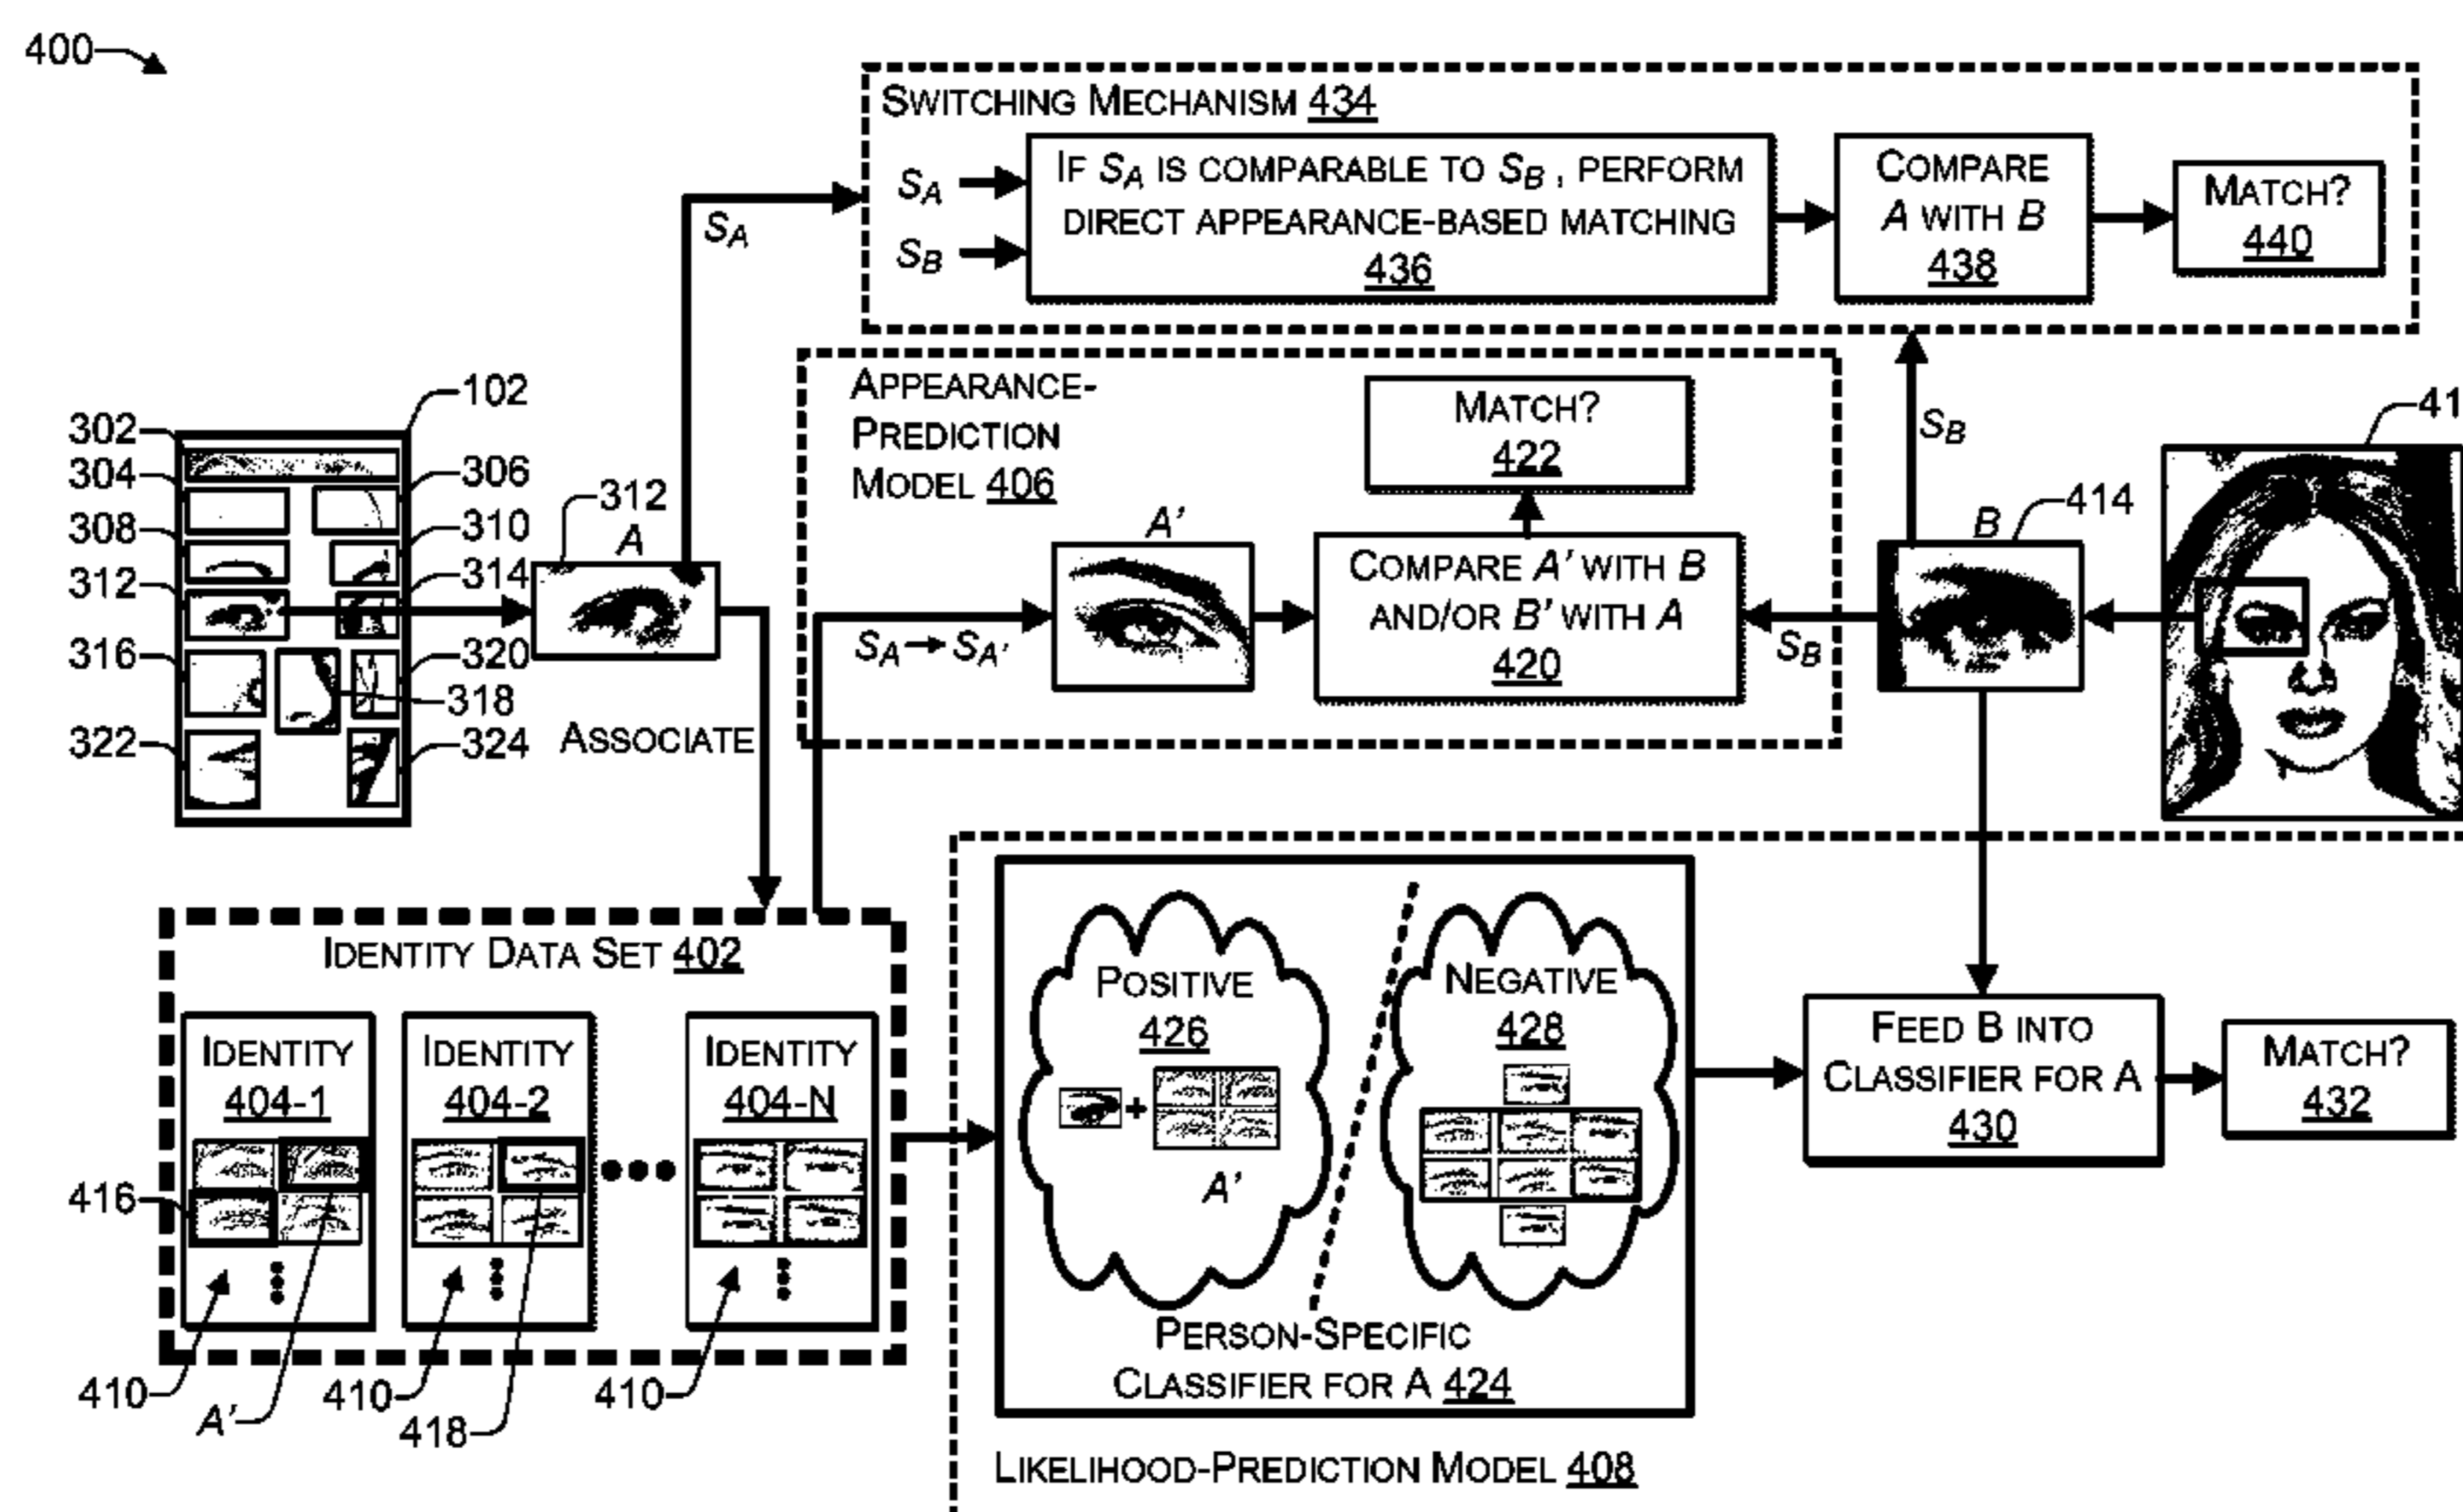 400
SWITCHING MECHANISM 434
SA
SB
IF SA IS COMPARABLE TO SB, PERFORM
DIRECT APPEARANCE-BASED MATCHING
436
COMPARE
A WITH B
438
MATCH?
440
SA
102
302
304
306
308
310
312
314
316
318
320
322
324
312
A
ASSOCIATE
APPEARANCE-
PREDICTION
MODEL 406
MATCH?
422
SA → SA'
A'
COMPARE A' WITH B
AND/OR B' WITH A
420
SB
SB
B
414
41
IDENTITY DATA SET 402
IDENTITY
404-1
IDENTITY
404-2
IDENTITY
404-N
416
410
A'
410
418
410
POSITIVE
426
+
A'
NEGATIVE
428
PERSON-SPECIFIC
CLASSIFIER FOR A 424
FEED B INTO
CLASSIFIER FOR A
430
MATCH?
432
LIKELIHOOD-PREDICTION MODEL 408